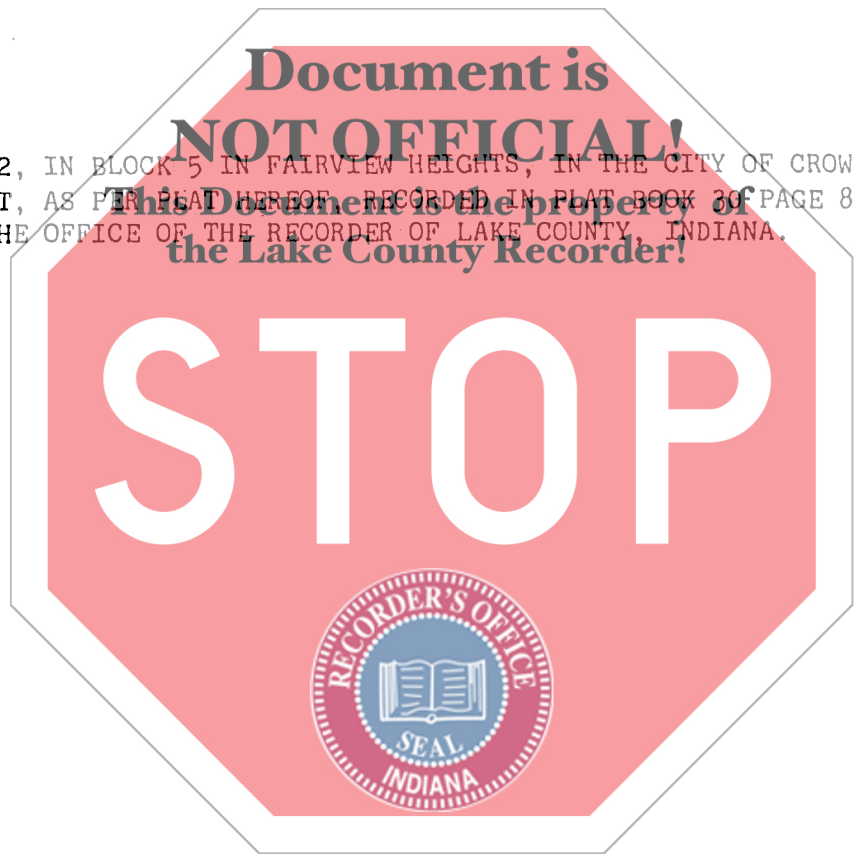 Document is
NOT OFFICIAL!
2, IN BLOCK 5 IN FAIRVIEW HEIGHTS, IN THE CITY OF CROW
This Document is the property of
T, AS PER PLAT HEREOF, RECORDED IN PLAT BOOK 30 PAGE 8
HE OFFICE OF THE RECORDER OF LAKE COUNTY, INDIANA.
the Lake County Recorder!
STOP
RECORDER'S OFFICE
SEAL
INDIANA